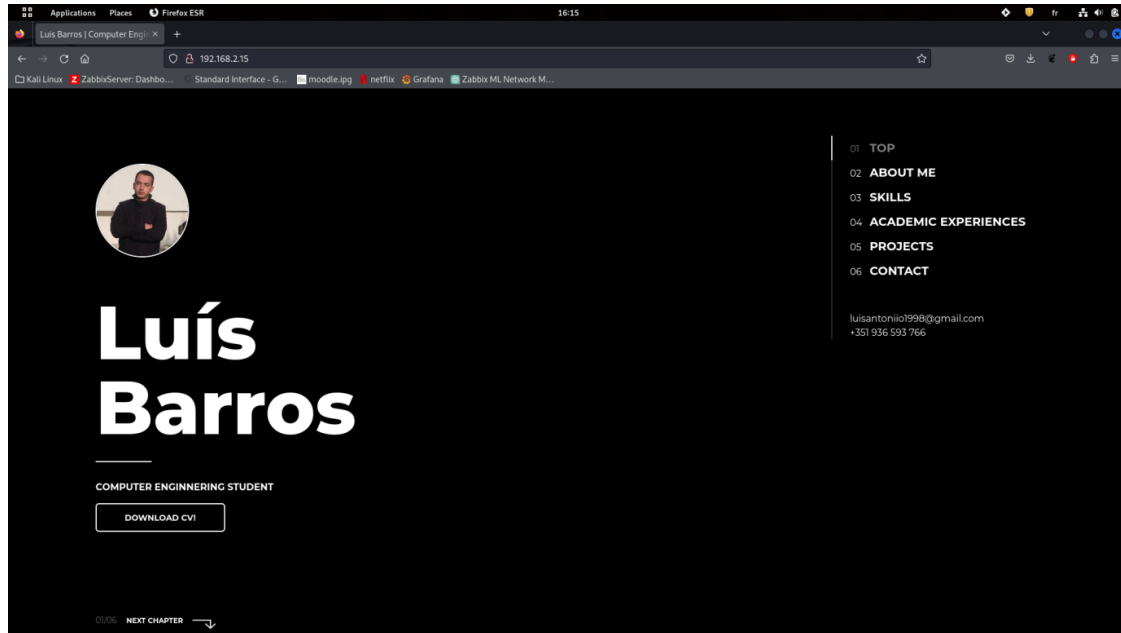 Applications Places Firefox ESR 16:15 fr
Luis Barros | Computer Engin × +
192.168.2.15
Kali Linux ZabbixServer: Dashbo... Standard Interface - G... moodle.ipg netflix Grafana Zabbix ML Network M...
01 TOP
02 ABOUT ME
03 SKILLS
04 ACADEMIC EXPERIENCES
05 PROJECTS
06 CONTACT
luisantoniio1998@gmail.com
+351 936 593 766
Luís
Barros
COMPUTER ENGINNERING STUDENT
DOWNLOAD CV!
01/06 NEXT CHAPTER